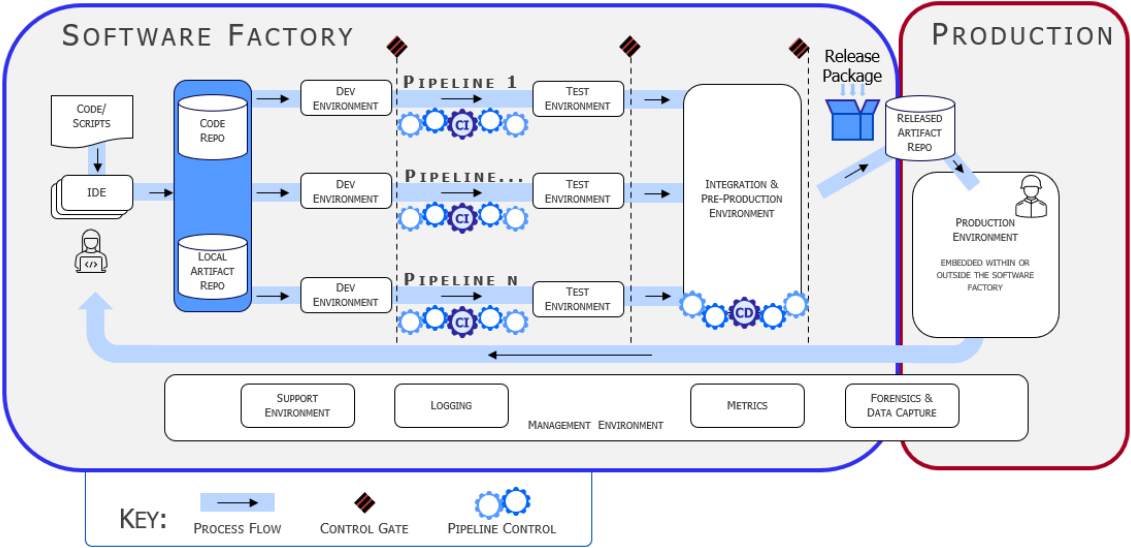 SOFTWARE FACTORY
PRODUCTION
CODE/
SCRIPTS
IDE
CODE
REPO
LOCAL
ARTIFACT
REPO
DEV
ENVIRONMENT
PIPELINE 1
CI
TEST
ENVIRONMENT
DEV
ENVIRONMENT
PIPELINE...
CI
TEST
ENVIRONMENT
DEV
ENVIRONMENT
PIPELINE N
CI
TEST
ENVIRONMENT
INTEGRATION &
PRE-PRODUCTION
ENVIRONMENT
CD
Release
Package
RELEASED
ARTIFACT
REPO
PRODUCTION
ENVIRONMENT
EMBEDDED WITHIN OR
OUTSIDE THE SOFTWARE
FACTORY
SUPPORT
ENVIRONMENT
LOGGING
METRICS
FORENSICS &
DATA CAPTURE
MANAGEMENT ENVIRONMENT
KEY:
PROCESS FLOW
CONTROL GATE
PIPELINE CONTROL